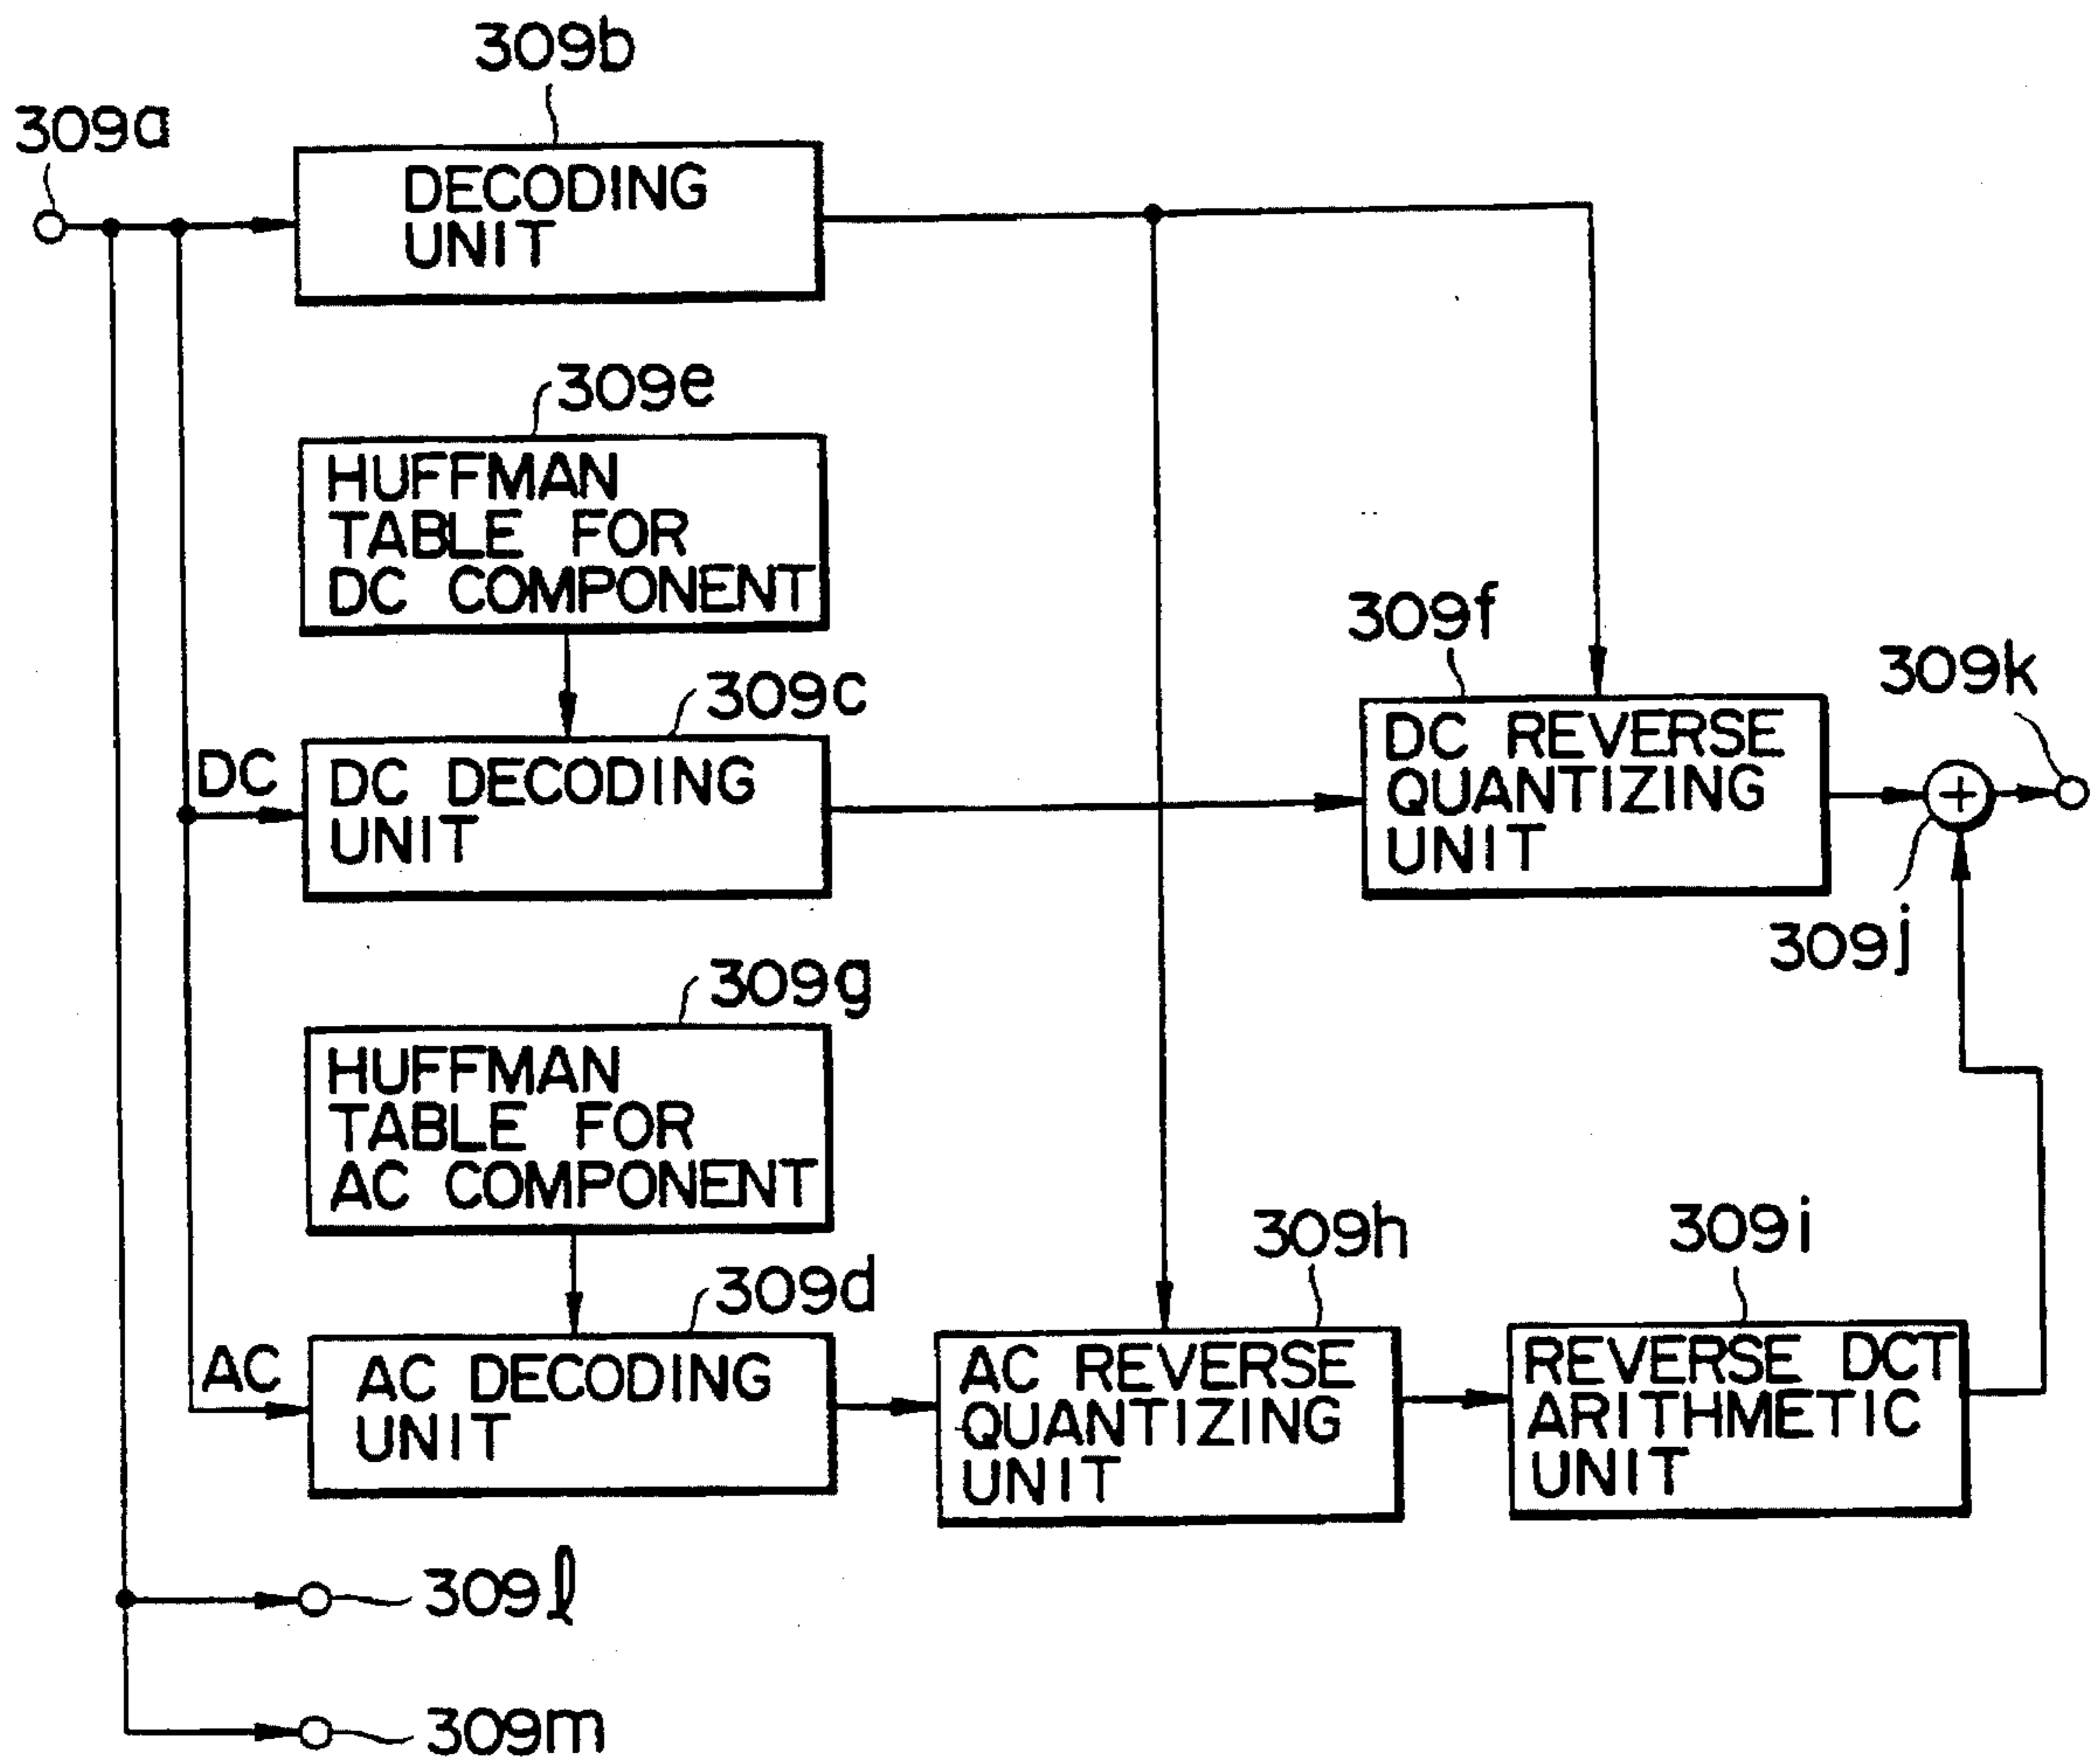 309b
309a
DECODING
UNIT
309e
HUFFMAN
TABLE FOR
DC COMPONENT
309f
309k
309c
DC
DC DECODING
UNIT
DC REVERSE
QUANTIZING
UNIT
+
309j
309g
HUFFMAN
TABLE FOR
AC COMPONENT
309h
309i
309d
AC
AC DECODING
UNIT
AC REVERSE
QUANTIZING
UNIT
REVERSE DCT
ARITHMETIC
UNIT
309l
309m